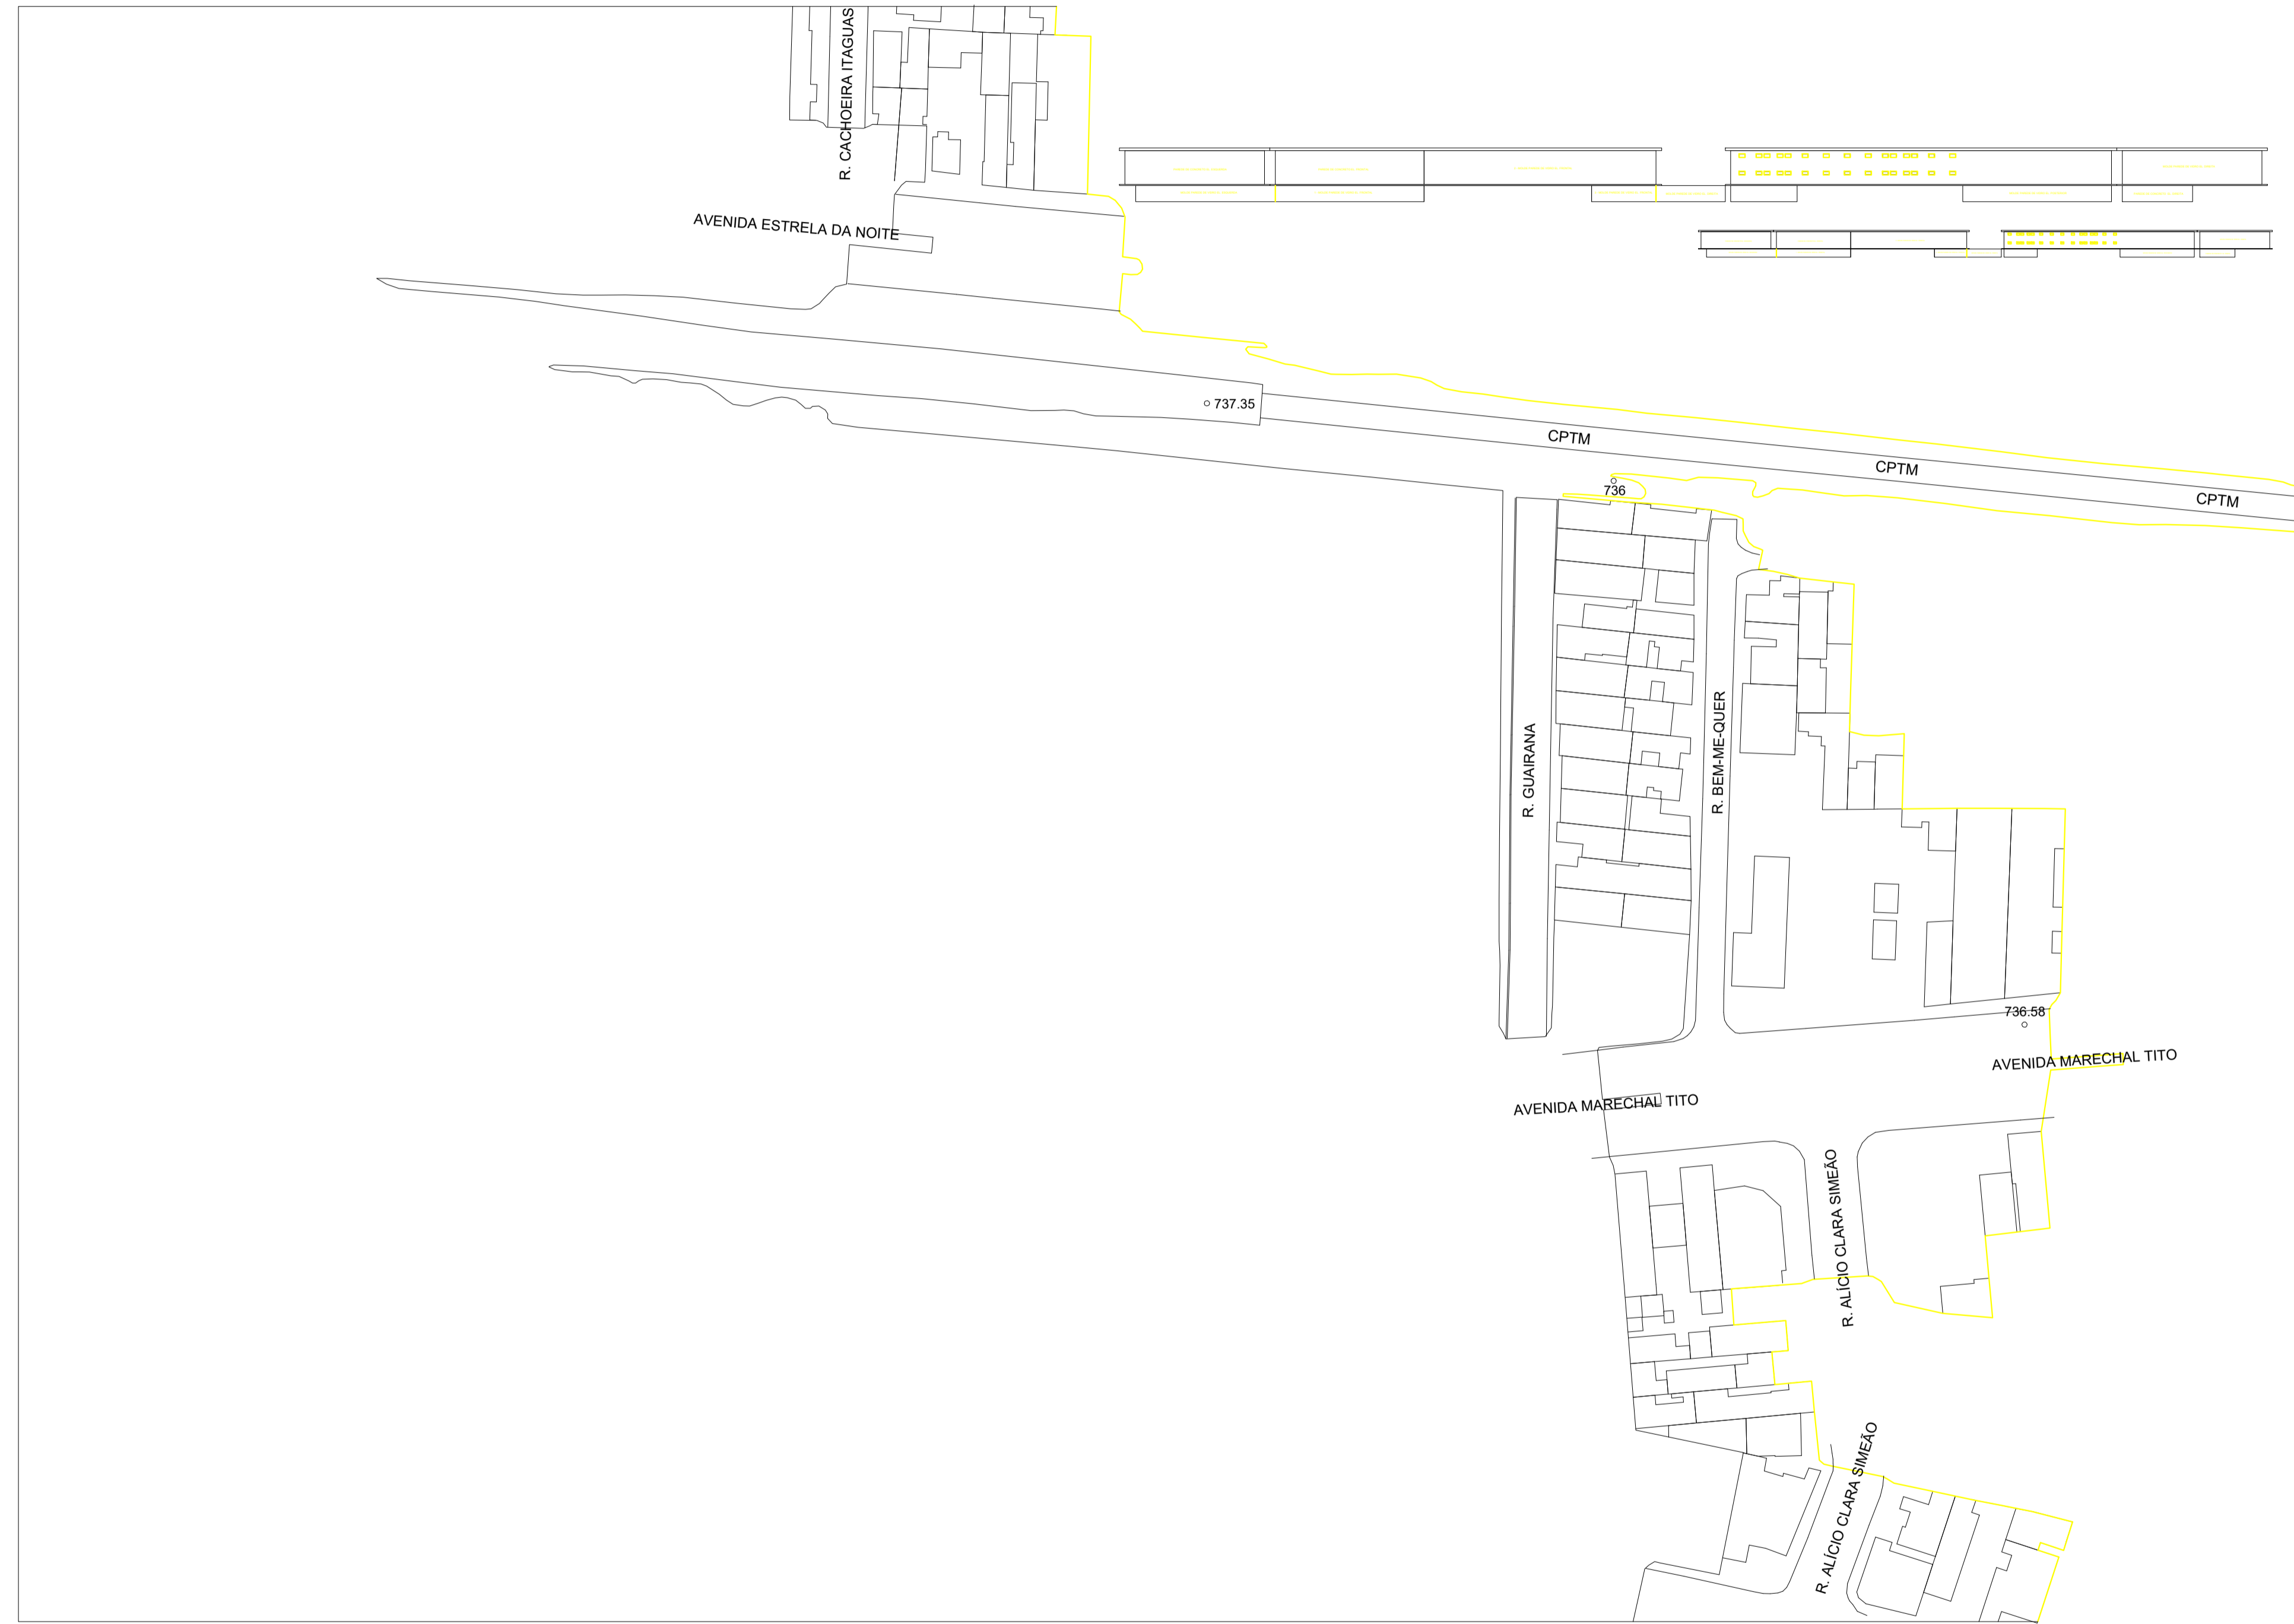 R. CACHOEIRA ITAGUAS
AVENIDA ESTRELA DA NOITE
737.35
CPTM
CPTM
CPTM
736
R. GUAIRANA
R. BEM-ME-QUER
736.58
AVENIDA MARECHAL TITO
AVENIDA MARECHAL TITO
R. ALÍCIO CLARA SIMEÃO
R. ALÍCIO CLARA SIMEÃO